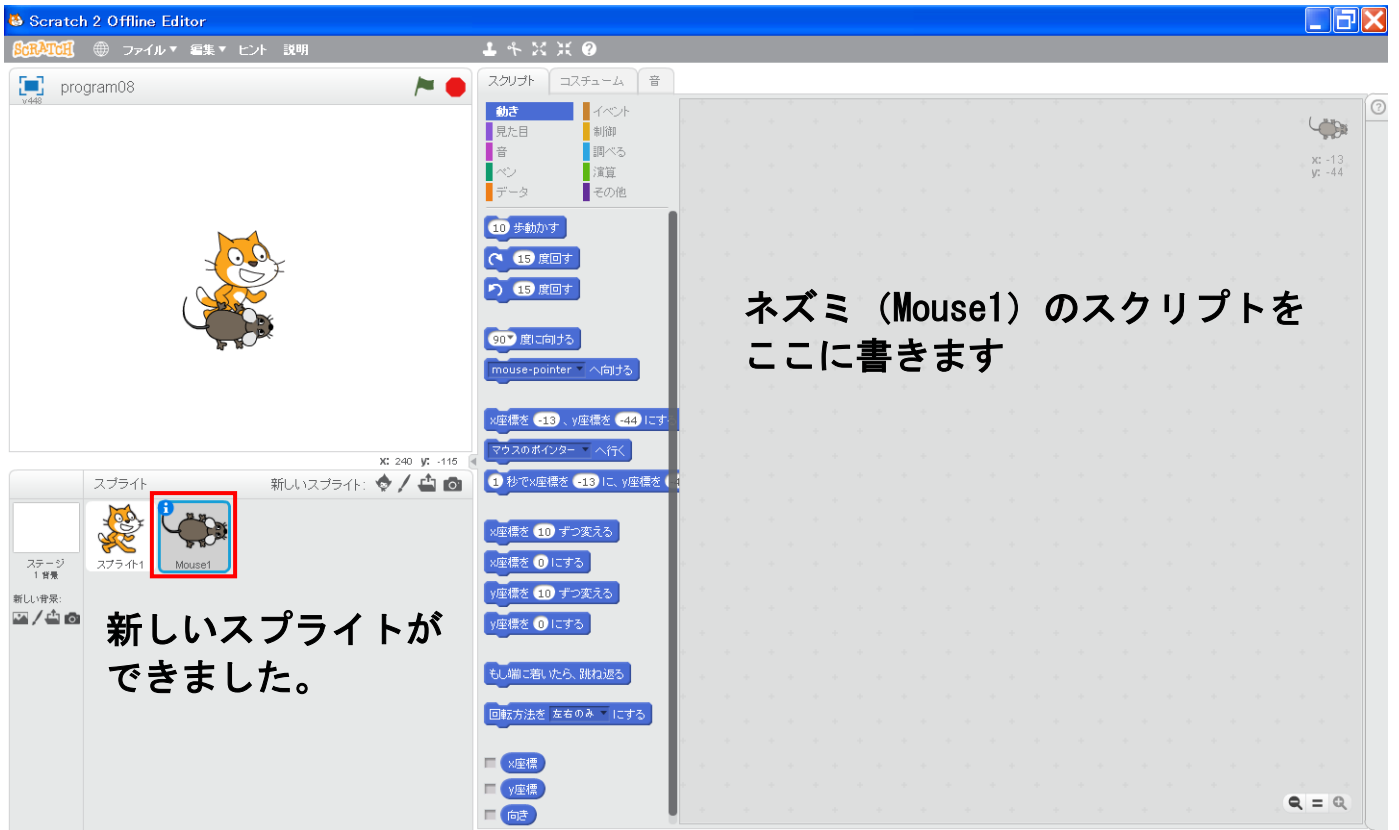 Scratch 2 Offline Editor
SCRATCH ファイル▼ 編集▼ ヒント 説明
program08
v448
スクリプト コスチューム 音
動き イベント
見た目 制御
音 調べる
ペン 演算
データ その他
10 歩動かす
15 度回す
15 度回す
90▼ 度に向ける
mouse-pointer へ向ける
x座標を -13 、y座標を -44 にす
マウスのポインター へ行く
1 秒でx座標を -13 に、y座標を
x座標を 10 ずつ変える
x座標を 0 にする
y座標を 10 ずつ変える
y座標を 0 にする
もし端に着いたら、跳ね返る
回転方法を 左右のみ にする
x座標
y座標
向き
x: -13
y: -44
ネズミ（Mouse1）のスクリプトを
ここに書きます
x: 240 y: -115
スプライト 新しいスプライト:
ステージ
1 背景
新しい背景:
スプライト1 Mouse1
新しいスプライトが
できました。